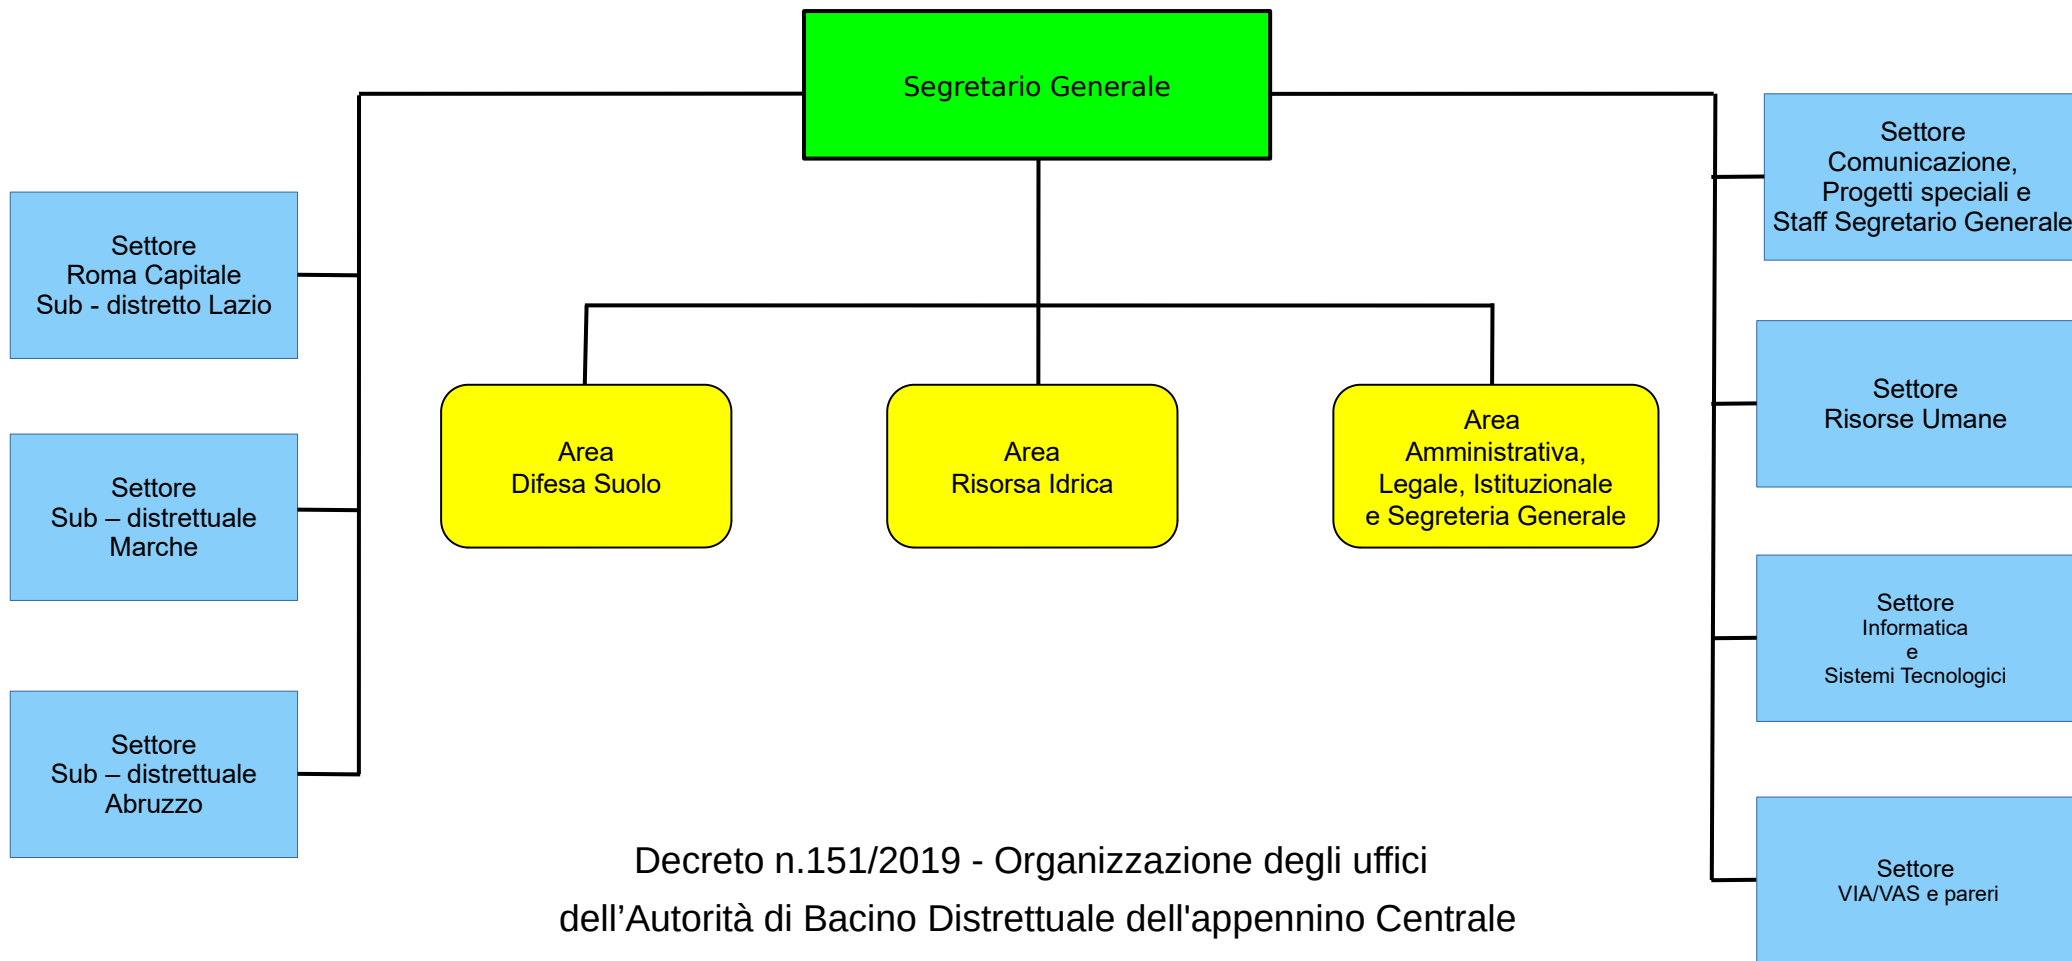 Segretario Generale
Settore
Roma Capitale
Sub - distretto Lazio
Settore
Sub – distrettuale
Marche
Settore
Sub – distrettuale
Abruzzo
Area
Difesa Suolo
Area
Risorsa Idrica
Area
Amministrativa,
Legale, Istituzionale
e Segreteria Generale
Settore
Comunicazione,
Progetti speciali e
Staff Segretario Generale
Settore
Risorse Umane
Settore
Informatica
e
Sistemi Tecnologici
Settore
VIA/VAS e pareri
Decreto n.151/2019 - Organizzazione degli uffici
dell’Autorità di Bacino Distrettuale dell'appennino Centrale